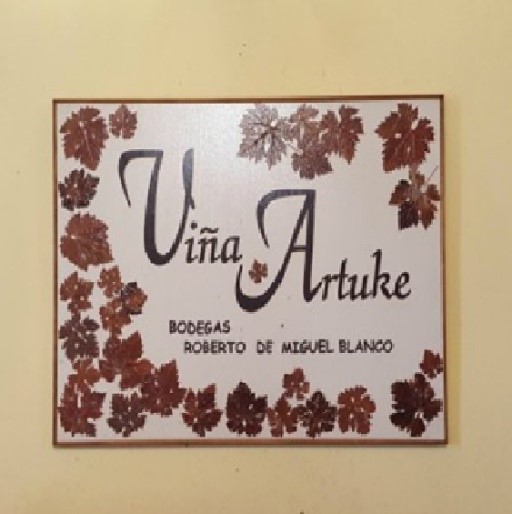 Viña Artuke
BODEGAS
ROBERTO DE MIGUEL BLANCO